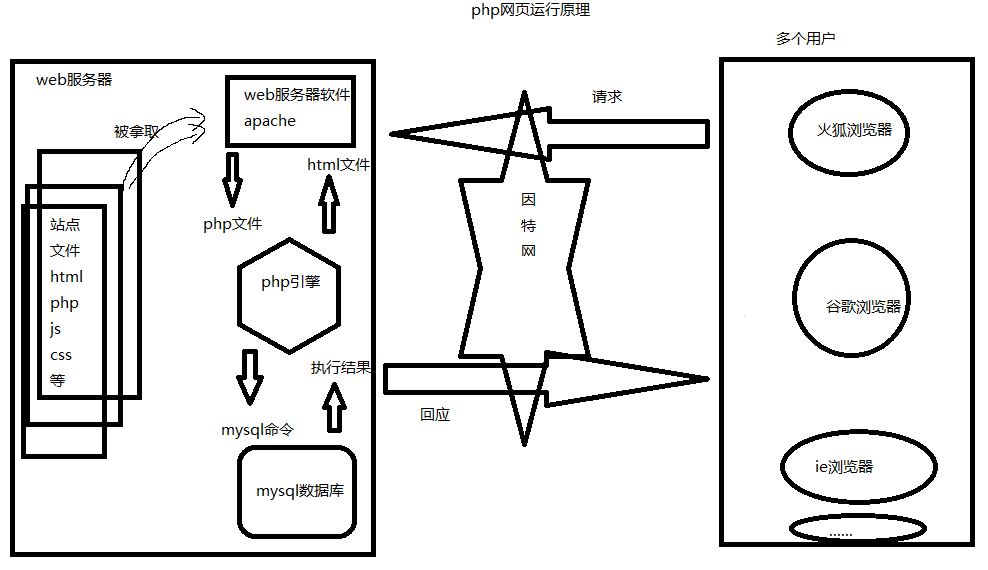 php网页运行原理
多个用户
web服务器
web服务器软件
apache
被拿取
html文件
php文件
站点
文件
html
php
js
css
等
php引擎
执行结果
mysql命令
mysql数据库
请求
因
特
网
回应
火狐浏览器
谷歌浏览器
ie浏览器
......